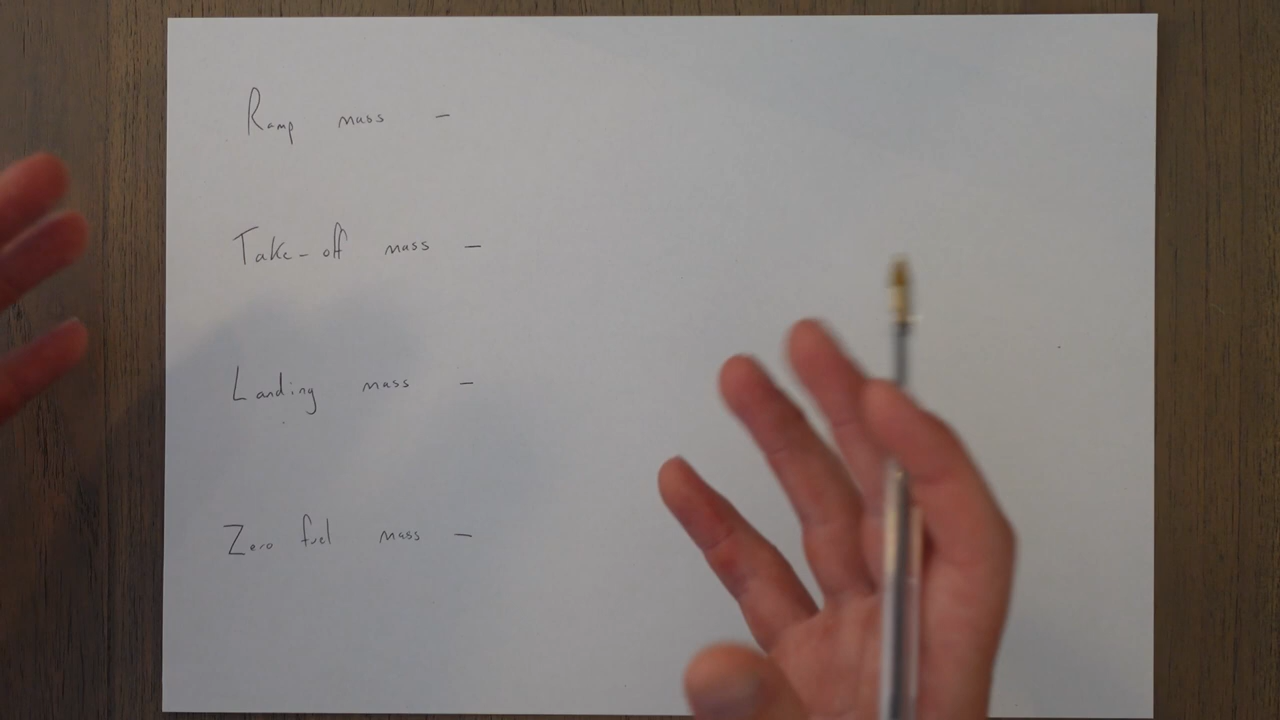 Ramp mass -
Take-off mass -
Landing mass -
Zero fuel mass -